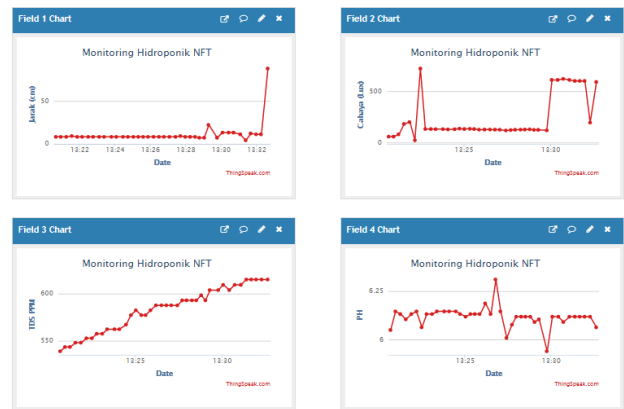 Field 1 Chart
Monitoring Hidroponik NFT
Jarak (cm)
50
0
13:22 13:24 13:26 13:28 13:30 13:32
Date
ThingSpeak.com
Field 2 Chart
Monitoring Hidroponik NFT
Cahaya (Lux)
500
0
13:25 13:30
Date
ThingSpeak.com
Field 3 Chart
Monitoring Hidroponik NFT
TDS PPM
600
550
13:25 13:30
Date
ThingSpeak.com
Field 4 Chart
Monitoring Hidroponik NFT
PH
6.25
6
13:25 13:30
Date
ThingSpeak.com